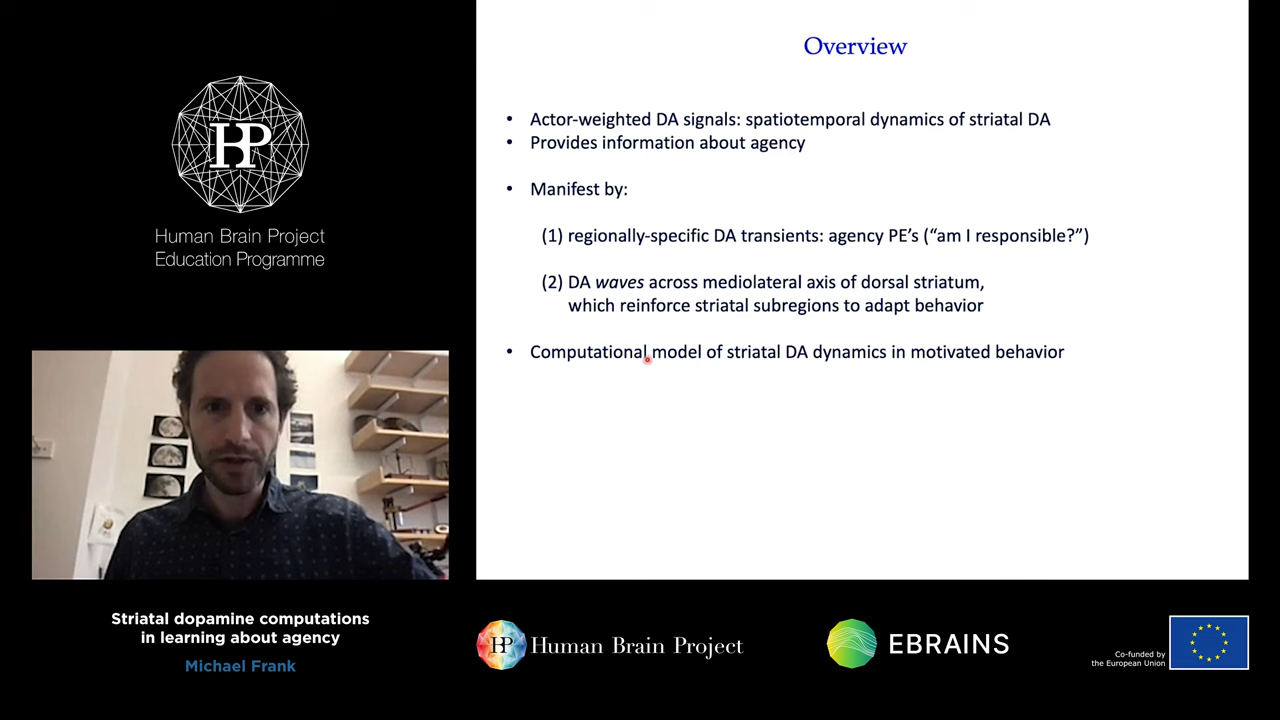 HBP
Human Brain Project
Education Programme
Overview
• Actor-weighted DA signals: spatiotemporal dynamics of striatal DA
• Provides information about agency
• Manifest by:
(1) regionally-specific DA transients: agency PE's (“am I responsible?”)
(2) DA waves across mediolateral axis of dorsal striatum,
which reinforce striatal subregions to adapt behavior
• Computational model of striatal DA dynamics in motivated behavior
Striatal dopamine computations
in learning about agency
Michael Frank
HBP Human Brain Project
EBRAINS
Co-funded by
the European Union